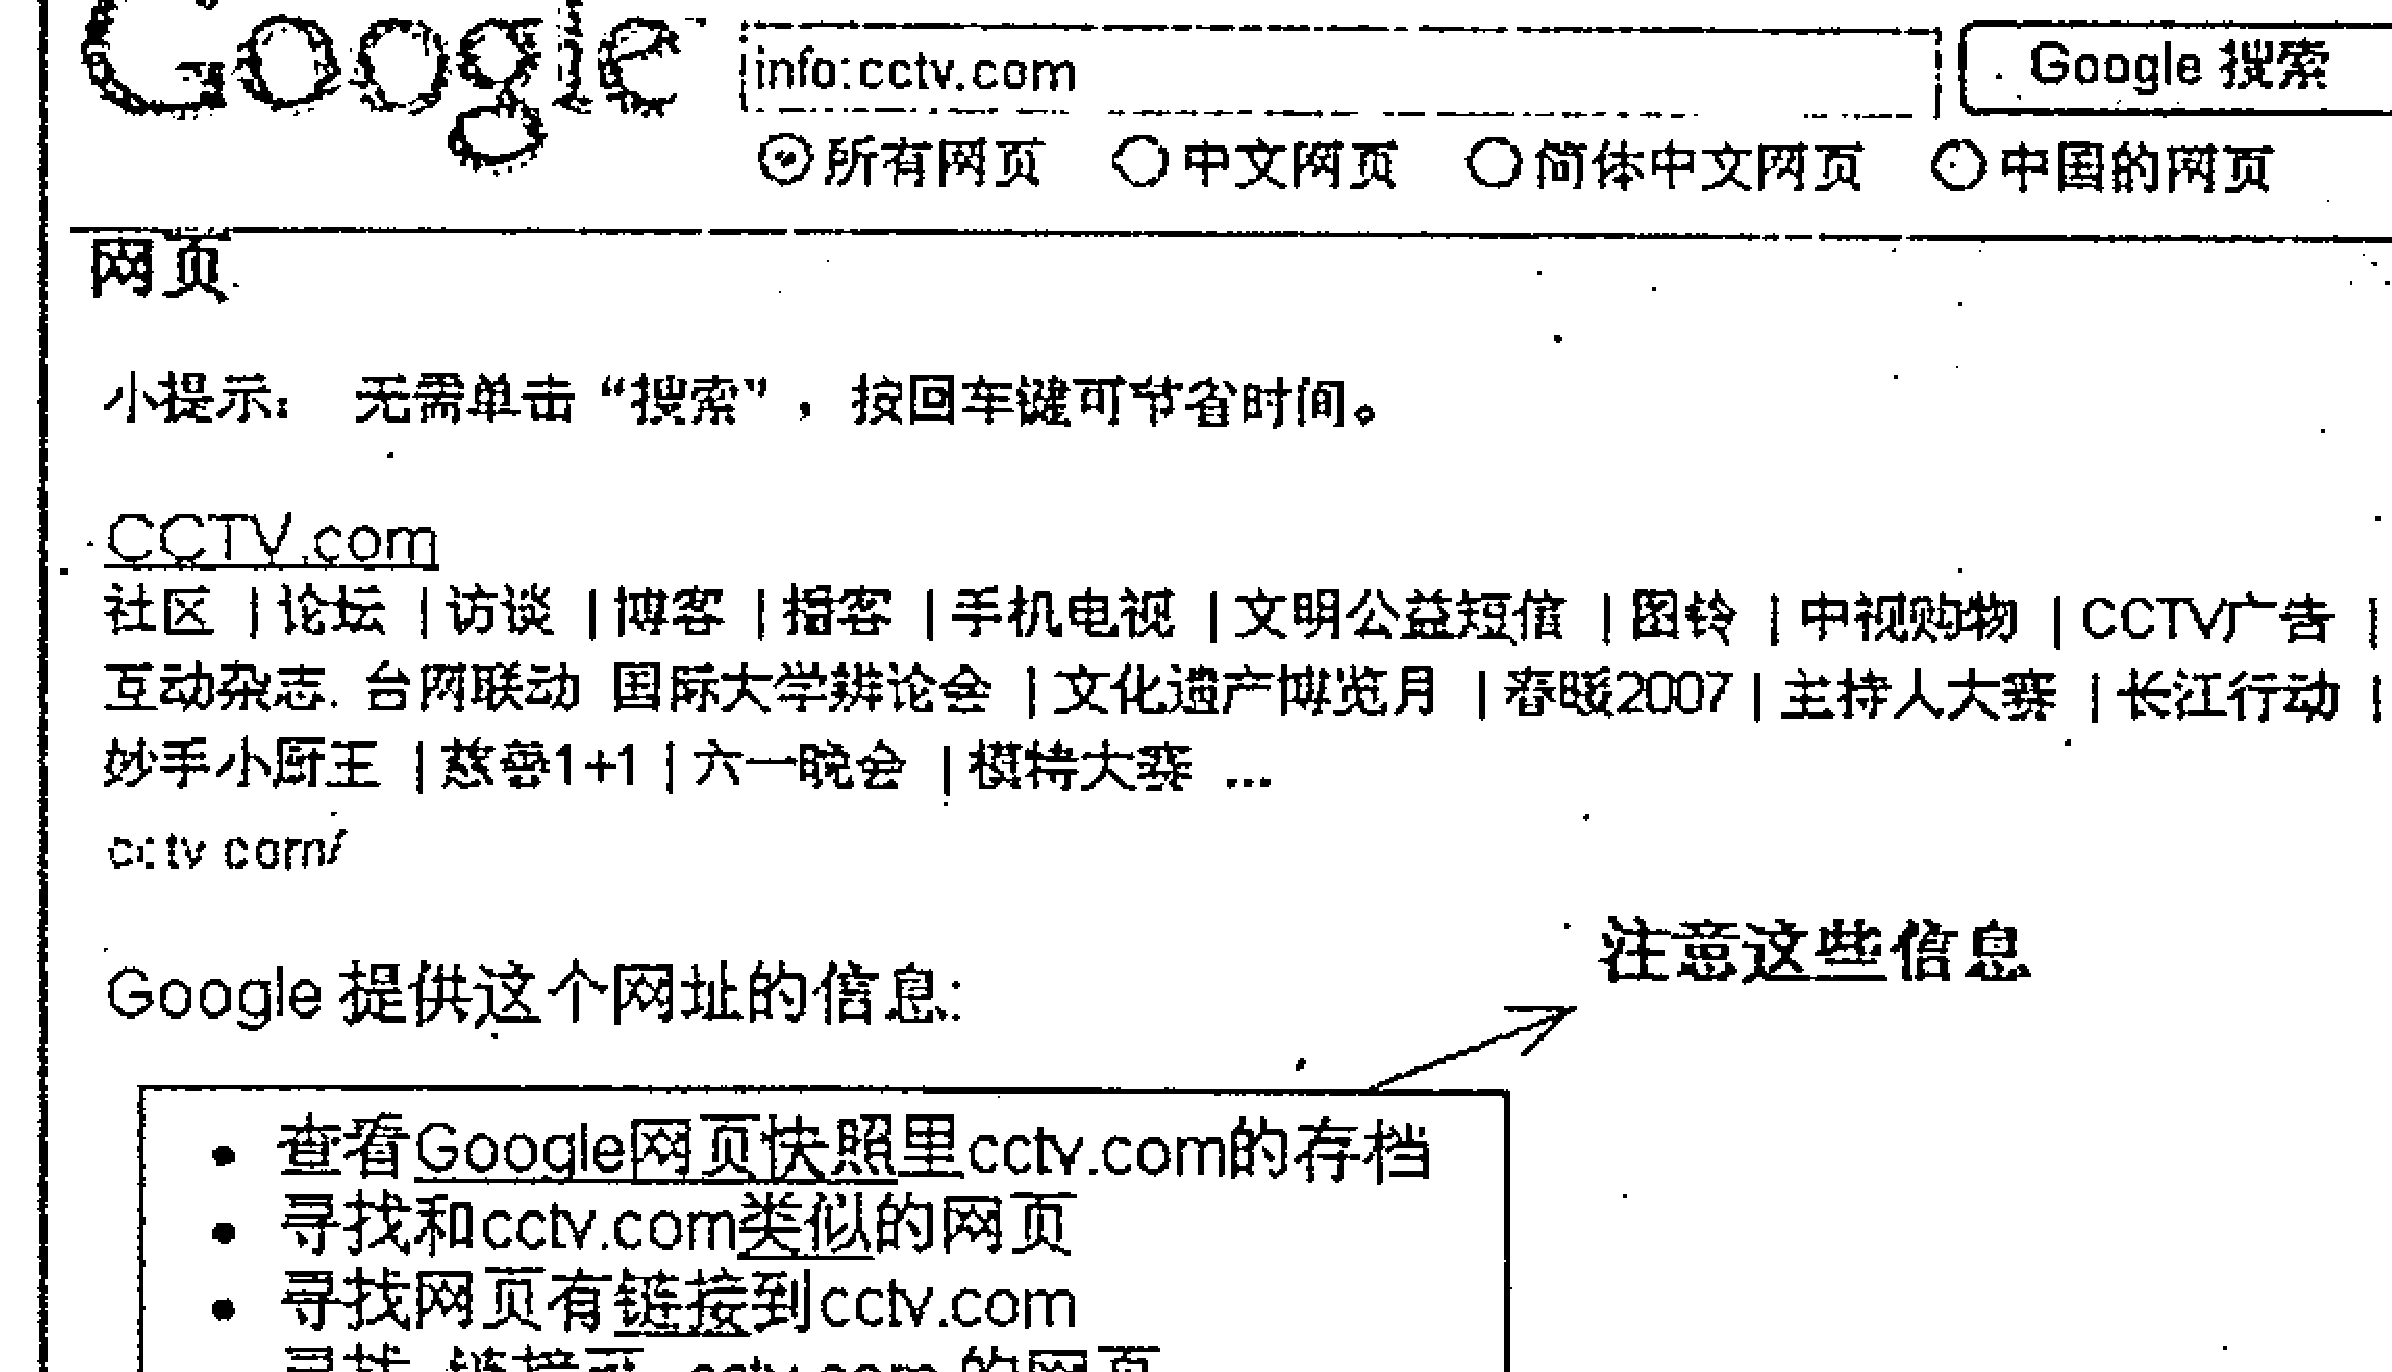 Google info:cctv.com Google 搜索
所有网页 中文网页 简体中文网页 中国的网页
网页
小提示： 无需单击 “搜索”，按回车键可节省时间。
CCTV.com
社区 | 论坛 | 访谈 | 博客 | 播客 | 手机电视 | 文明公益短信 | 图铃 | 中视购物 | CCTV广告 |
互动杂志. 台网联动 国际大学辩论会 | 文化遗产博览月 | 春暖2007 | 主持人大赛 | 长江行动 |
妙手小厨王 | 慈善1+1 | 六一晚会 | 模特大赛 ...
cctv com/
注意这些信息
Google 提供这个网址的信息:
• 查看Google网页快照里cctv.com的存档
• 寻找和cctv.com类似的网页
• 寻找网页有链接到cctv.com
寻找 链接到 cctv.com 的网页